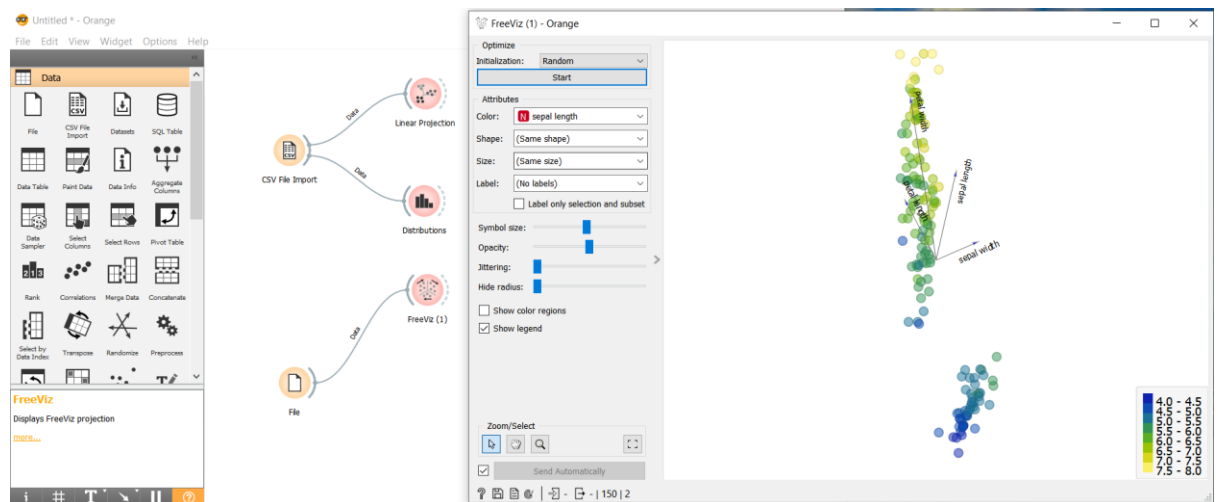 Untitled * - Orange
File Edit View Widget Options Help
Data
File
CSV File Import
Datasets
SQL Table
Data Table
Paint Data
Data Info
Aggregate Columns
Data Sampler
Select Columns
Select Rows
Pivot Table
Rank
Correlations
Merge Data
Concatenate
Select by Data Index
Transpose
Randomize
Preprocess
FreeViz
Displays FreeViz projection
more...
CSV File Import
Data
Linear Projection
Data
Distributions
File
Data
FreeViz (1)
FreeViz (1) - Orange
Optimize
Initialization: Random
Start
Attributes
Color: N sepal length
Shape: (Same shape)
Size: (Same size)
Label: (No labels)
Label only selection and subset
Symbol size:
Opacity:
Jittering:
Hide radius:
Show color regions
Show legend
Zoom/Select
Send Automatically
- | 150 | 2
petal width
petal length
sepal length
sepal width
4.0 - 4.5
4.5 - 5.0
5.0 - 5.5
5.5 - 6.0
6.0 - 6.5
6.5 - 7.0
7.0 - 7.5
7.5 - 8.0